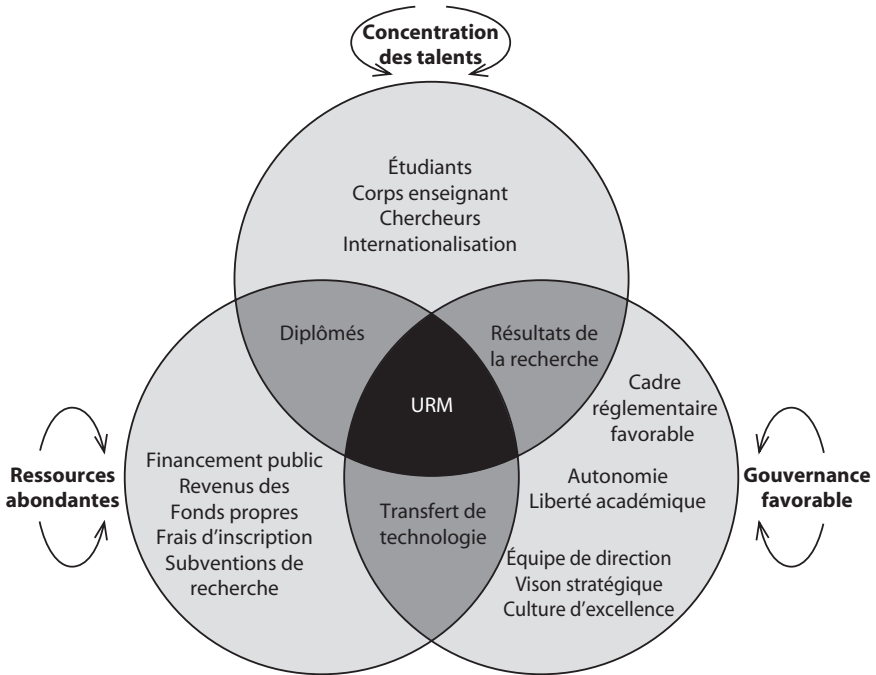 Concentration
des talents
Étudiants
Corps enseignant
Chercheurs
Internationalisation
Diplômés
Résultats de
la recherche
URM
Cadre
réglementaire
favorable
Ressources
abondantes
Financement public
Revenus des
Fonds propres
Frais d'inscription
Subventions de
recherche
Transfert de
technologie
Autonomie
Liberté académique
Équipe de direction
Vison stratégique
Culture d'excellence
Gouvernance
favorable